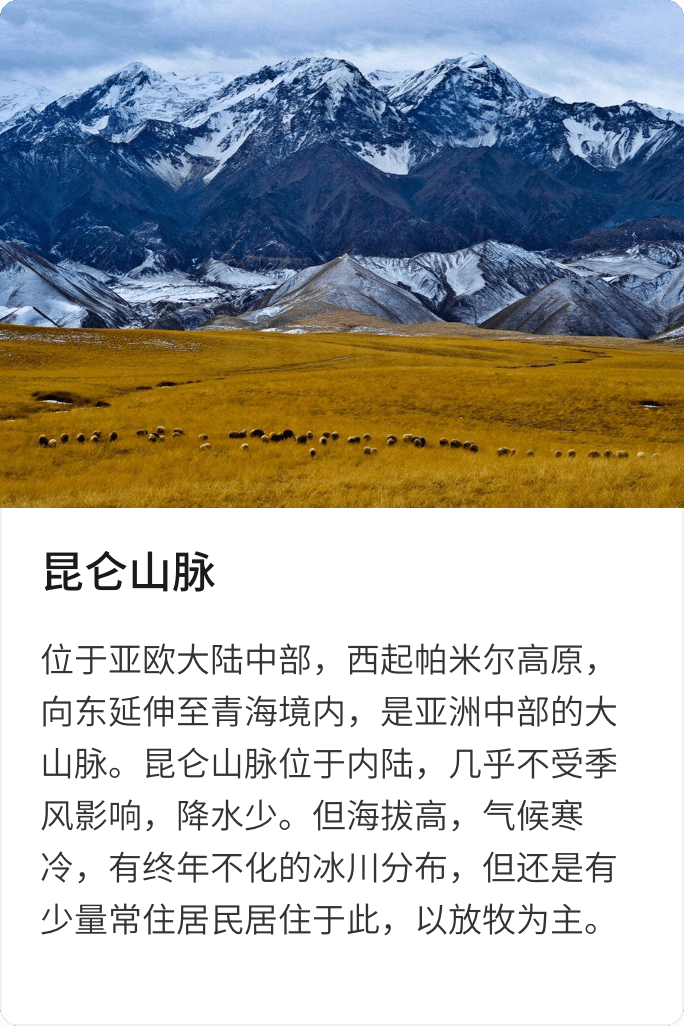 昆仑山脉
位于亚欧大陆中部，西起帕米尔高原，
向东延伸至青海境内，是亚洲中部的大
山脉。昆仑山脉位于内陆，几乎不受季
风影响，降水少。但海拔高，气候寒
冷，有终年不化的冰川分布，但还是有
少量常住居民居住于此，以放牧为主。